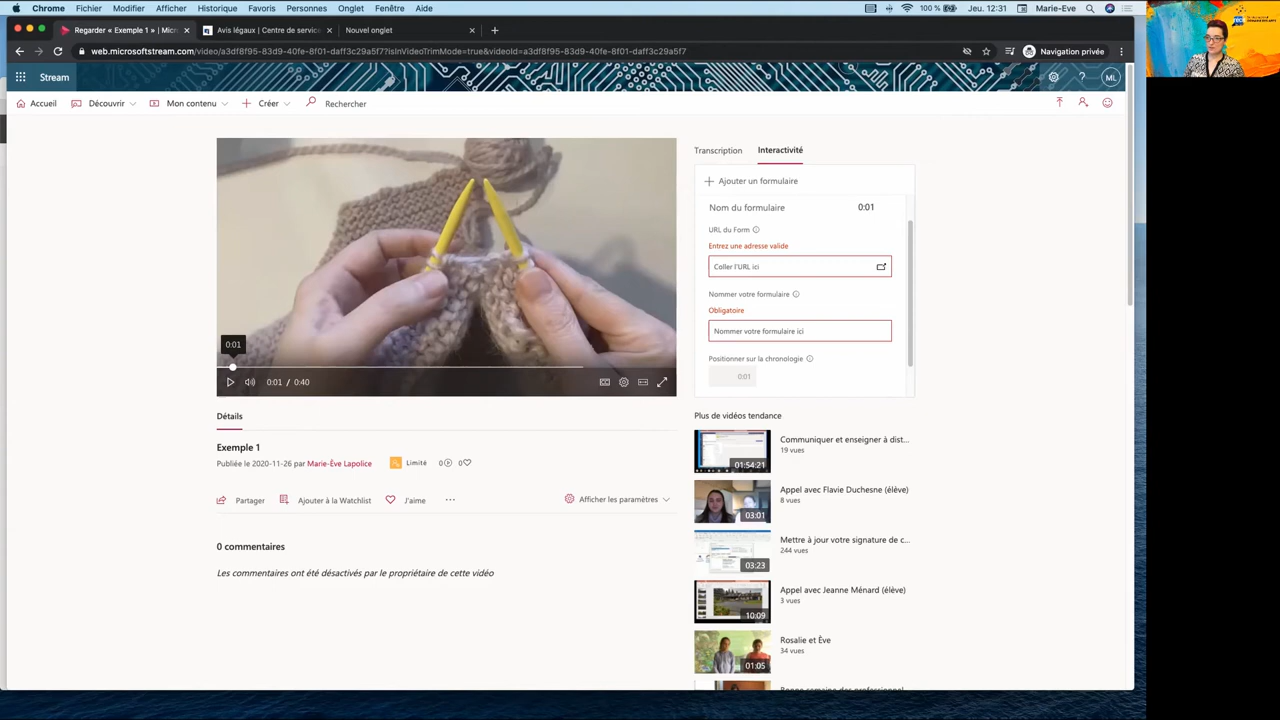 Chrome Fichier Modifier Afficher Historique Favoris Personnes Onglet Fenêtre Aide 100 % Jeu. 12:31 Marie-Eve
Regarder « Exemple 1 » | Micr Avis légaux | Centre de service Nouvel onglet
web.microsoftstream.com/video/a3df8f95-83d9-40fe-8f01-daff3c29a5f7?isInVideoTrimMode=true&videoId=a3df8f95-83d9-40fe-8f01-daff3c29a5f7 Navigation privée
Stream ? ML
Accueil Découvrir Mon contenu Créer Rechercher
Transcription Interactivité
Ajouter un formulaire
Nom du formulaire 0:01
URL du Form
Entrez une adresse valide
Coller l'URL ici
Nommer votre formulaire
Obligatoire
Nommer votre formulaire ici
Positionner sur la chronologie
0:01
0:01
0:01 / 0:40 CC
Détails
Exemple 1
Publiée le 2020-11-26 par Marie-Ève Lapolice Limité 0 0
Partager Ajouter à la Watchlist J'aime ... Afficher les paramètres
0 commentaires
Les commentaires ont été désactivés par le propriétaire de cette vidéo
Plus de vidéos tendance
Communiquer et enseigner à dist...
19 vues
01:54:21
Appel avec Flavie Duchesne (élève)
8 vues
03:01
Mettre à jour votre signature de c...
244 vues
03:23
Appel avec Jeanne Ménard (élève)
3 vues
10:09
Rosalie et Ève
34 vues
01:05